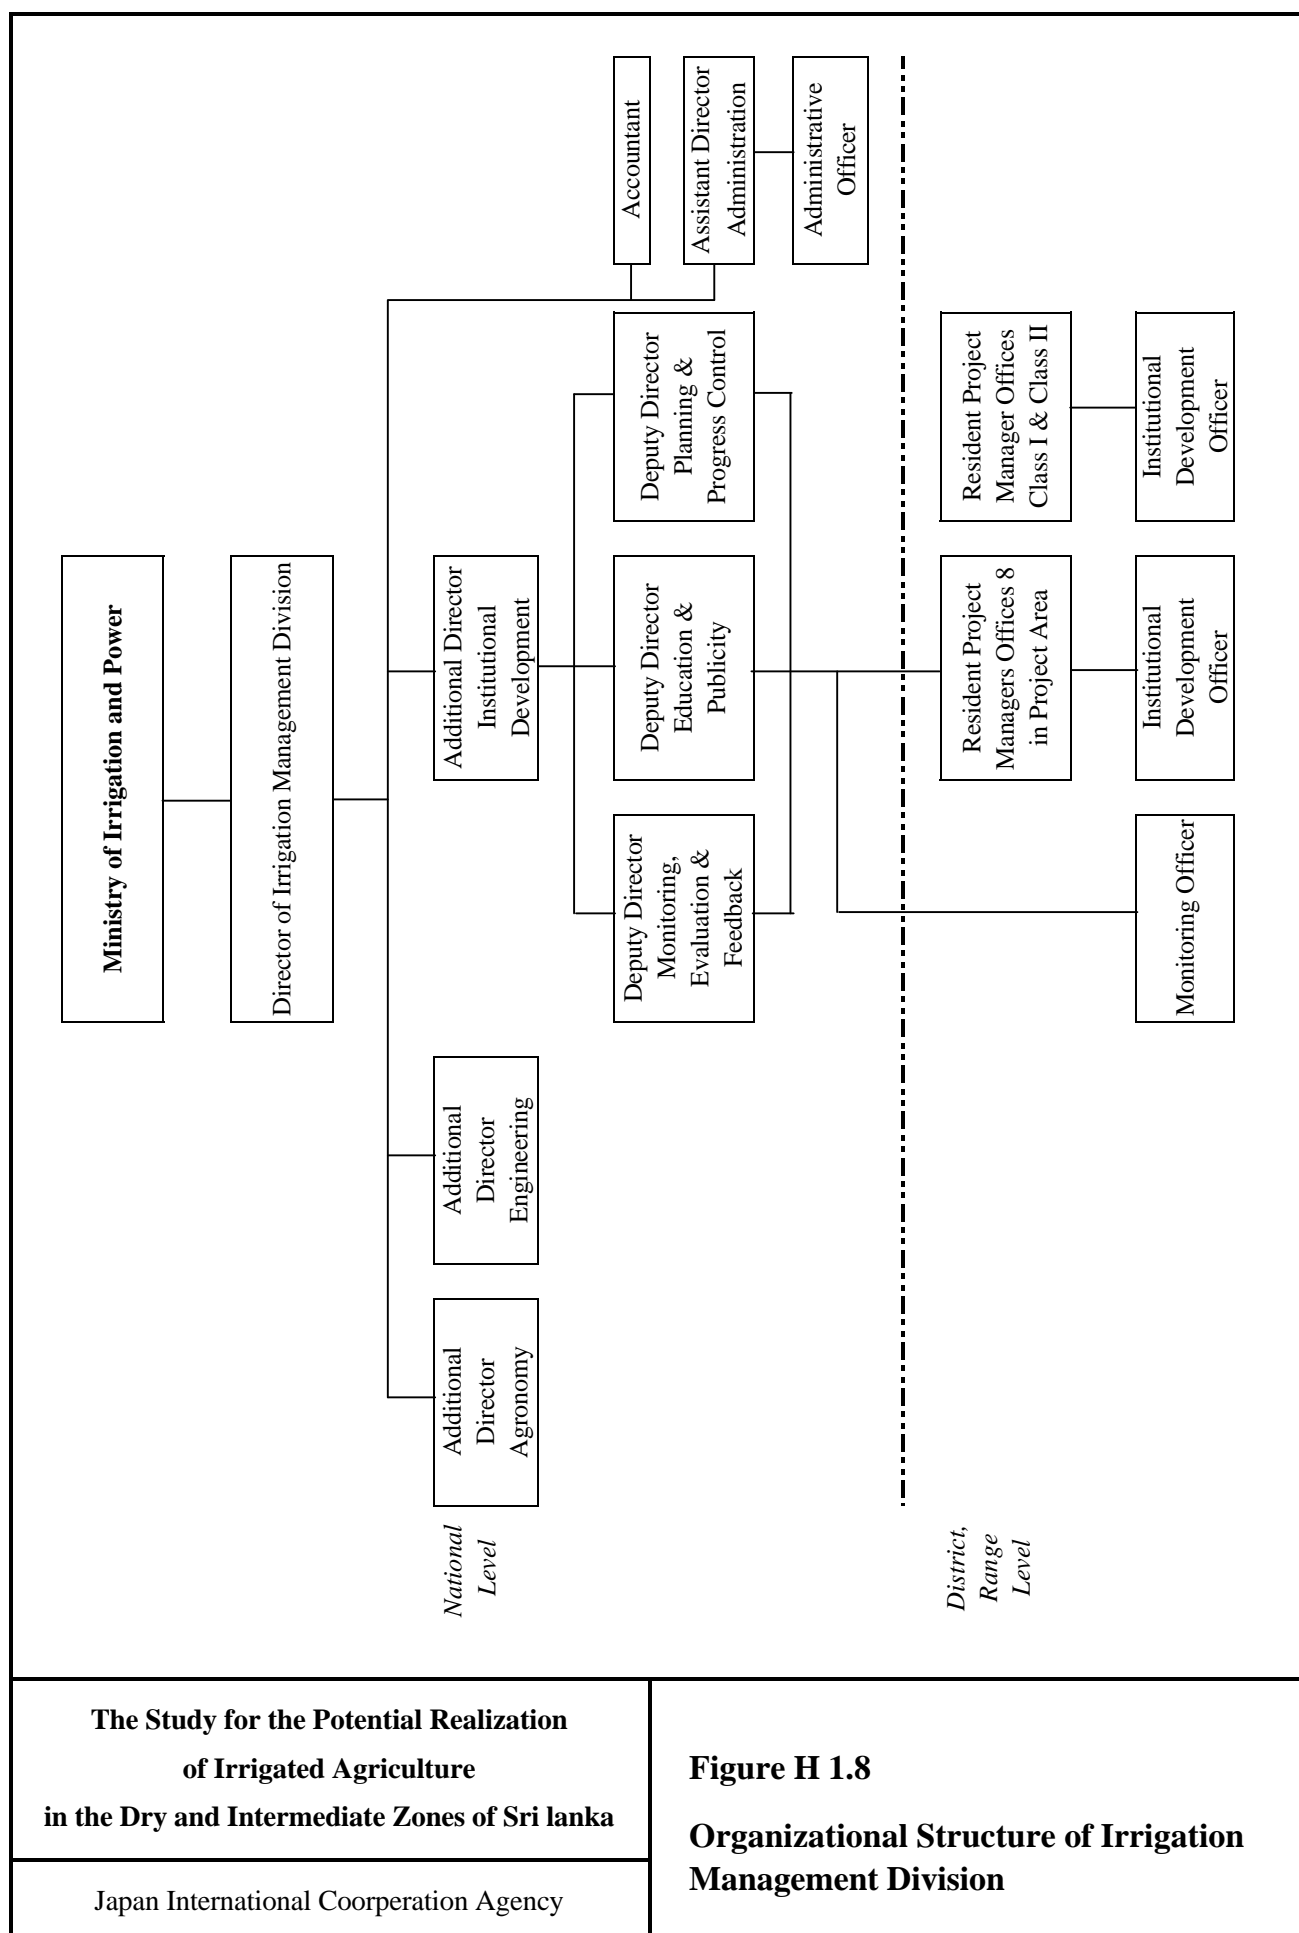 Ministry of Irrigation and Power
Director of Irrigation Management Division
National
Level
Additional
Director
Agronomy
Additional
Director
Engineering
Additional Director
Institutional
Development
Deputy Director
Monitoring,
Evaluation &
Feedback
Deputy Director
Education &
Publicity
Deputy Director
Planning &
Progress Control
Accountant
Assistant Director
Administration
Administrative
Officer
District,
Range
Level
Resident Project
Managers Offices 8
in Project Area
Resident Project
Manager Offices
Class I & Class II
Monitoring Officer
Institutional
Development
Officer
Institutional
Development
Officer
The Study for the Potential Realization
of Irrigated Agriculture
in the Dry and Intermediate Zones of Sri lanka
Japan International Coorperation Agency
Figure H 1.8
Organizational Structure of Irrigation
Management Division